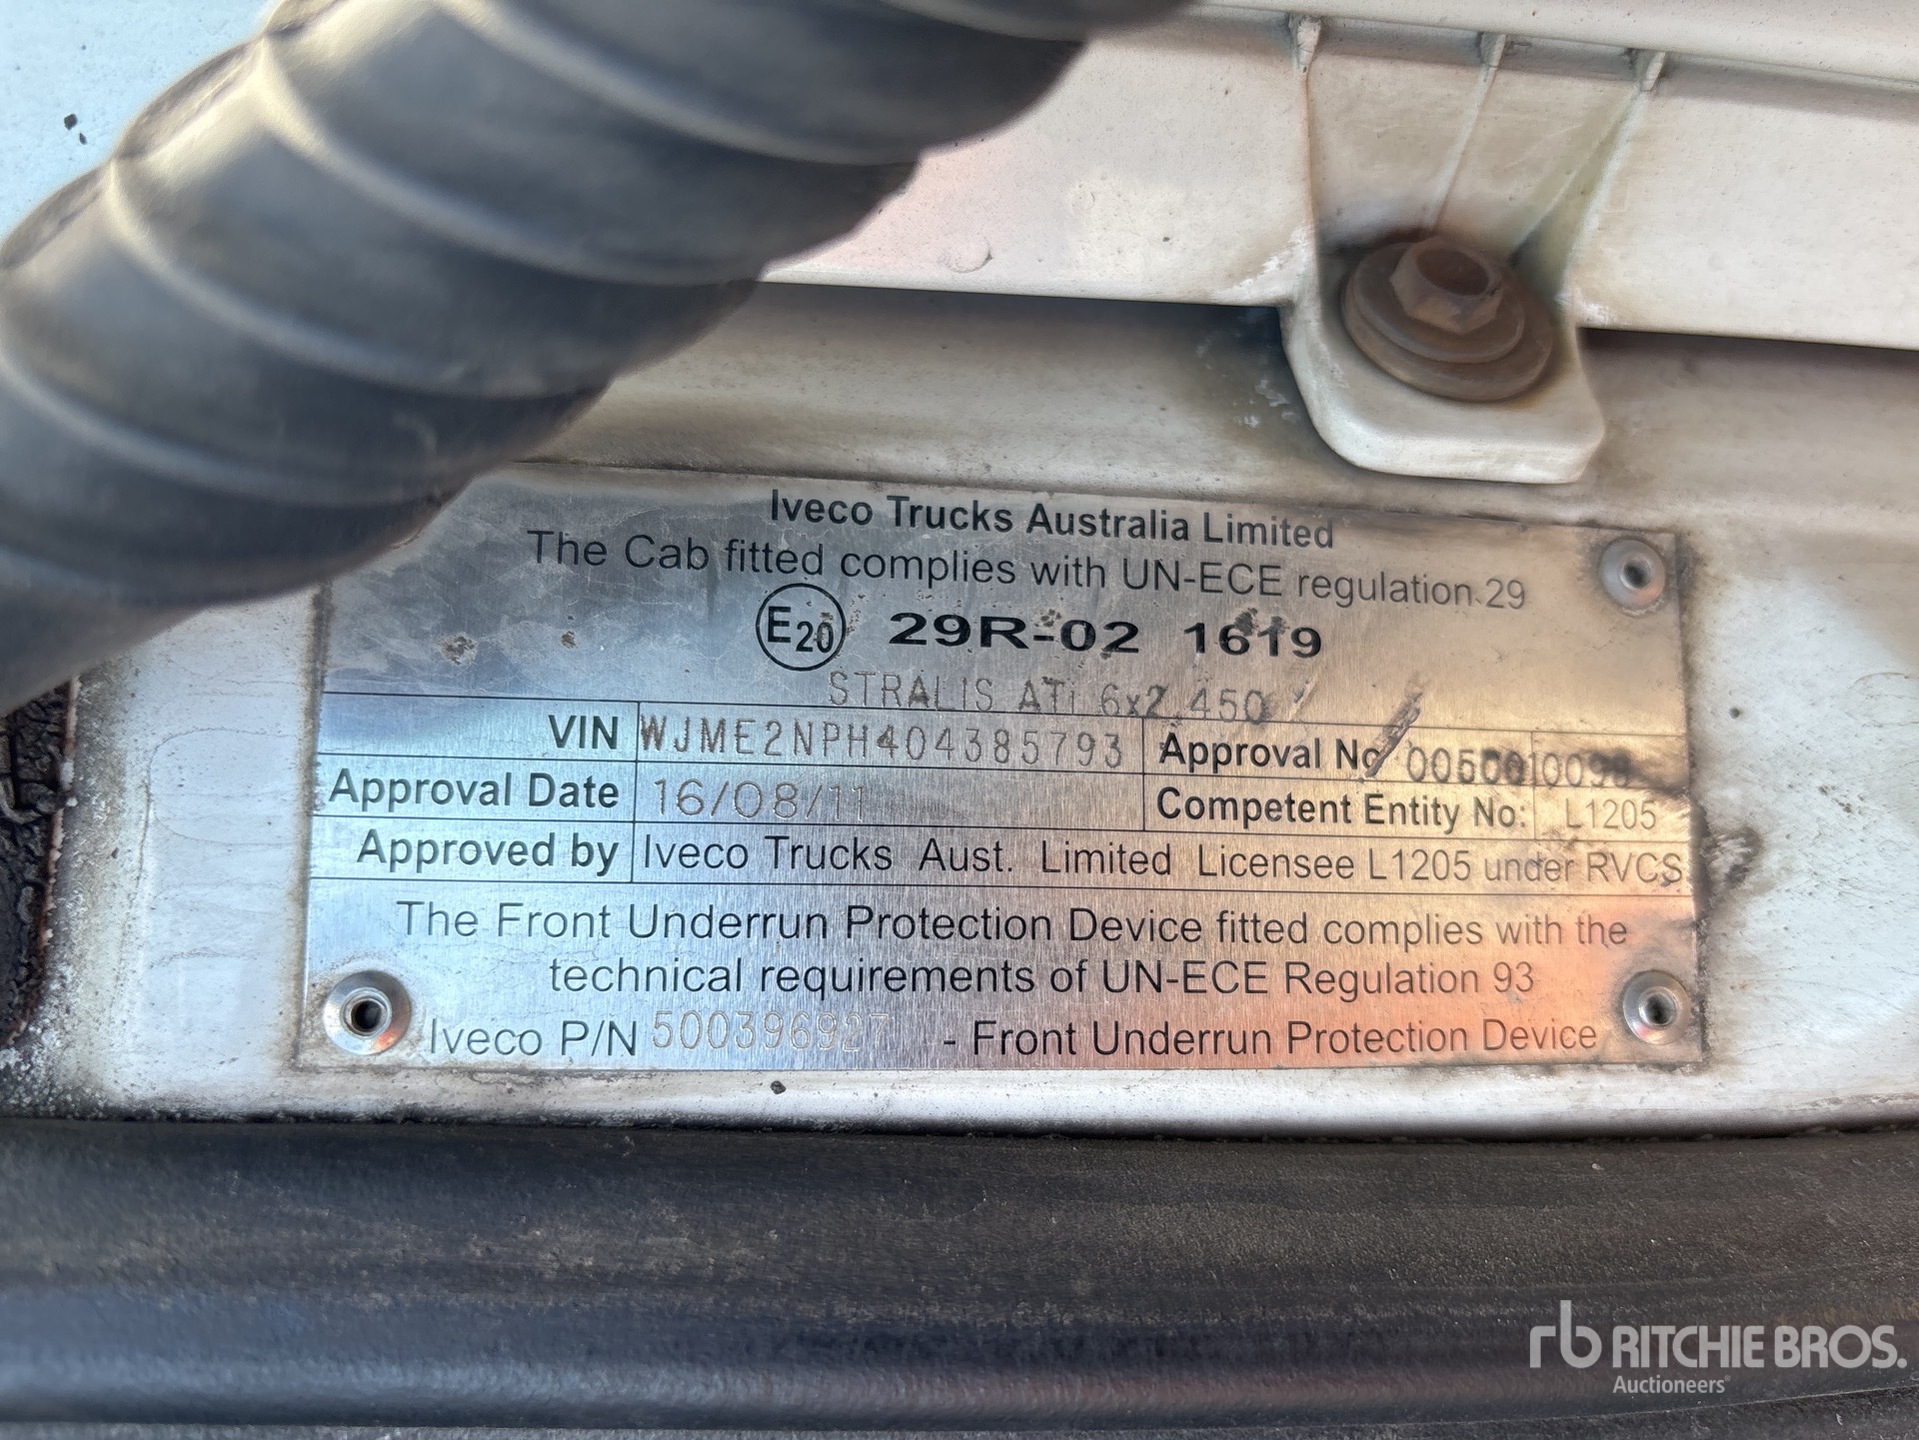 Iveco Trucks Australia Limited
The Cab fitted complies with UN-ECE regulation 29
E20 29R-02 1619
STRALIS ATi 6x2 450
VIN WJME2NPH404385793 Approval No
Approval Date 16/08/11 Competent Entity No: L1205
Approved by Iveco Trucks Aust. Limited Licensee L1205 under RVCS
The Front Underrun Protection Device fitted complies with the
technical requirements of UN-ECE Regulation 93
Iveco P/N 500396927 - Front Underrun Protection Device
rb RITCHIE BROS.
Auctioneers